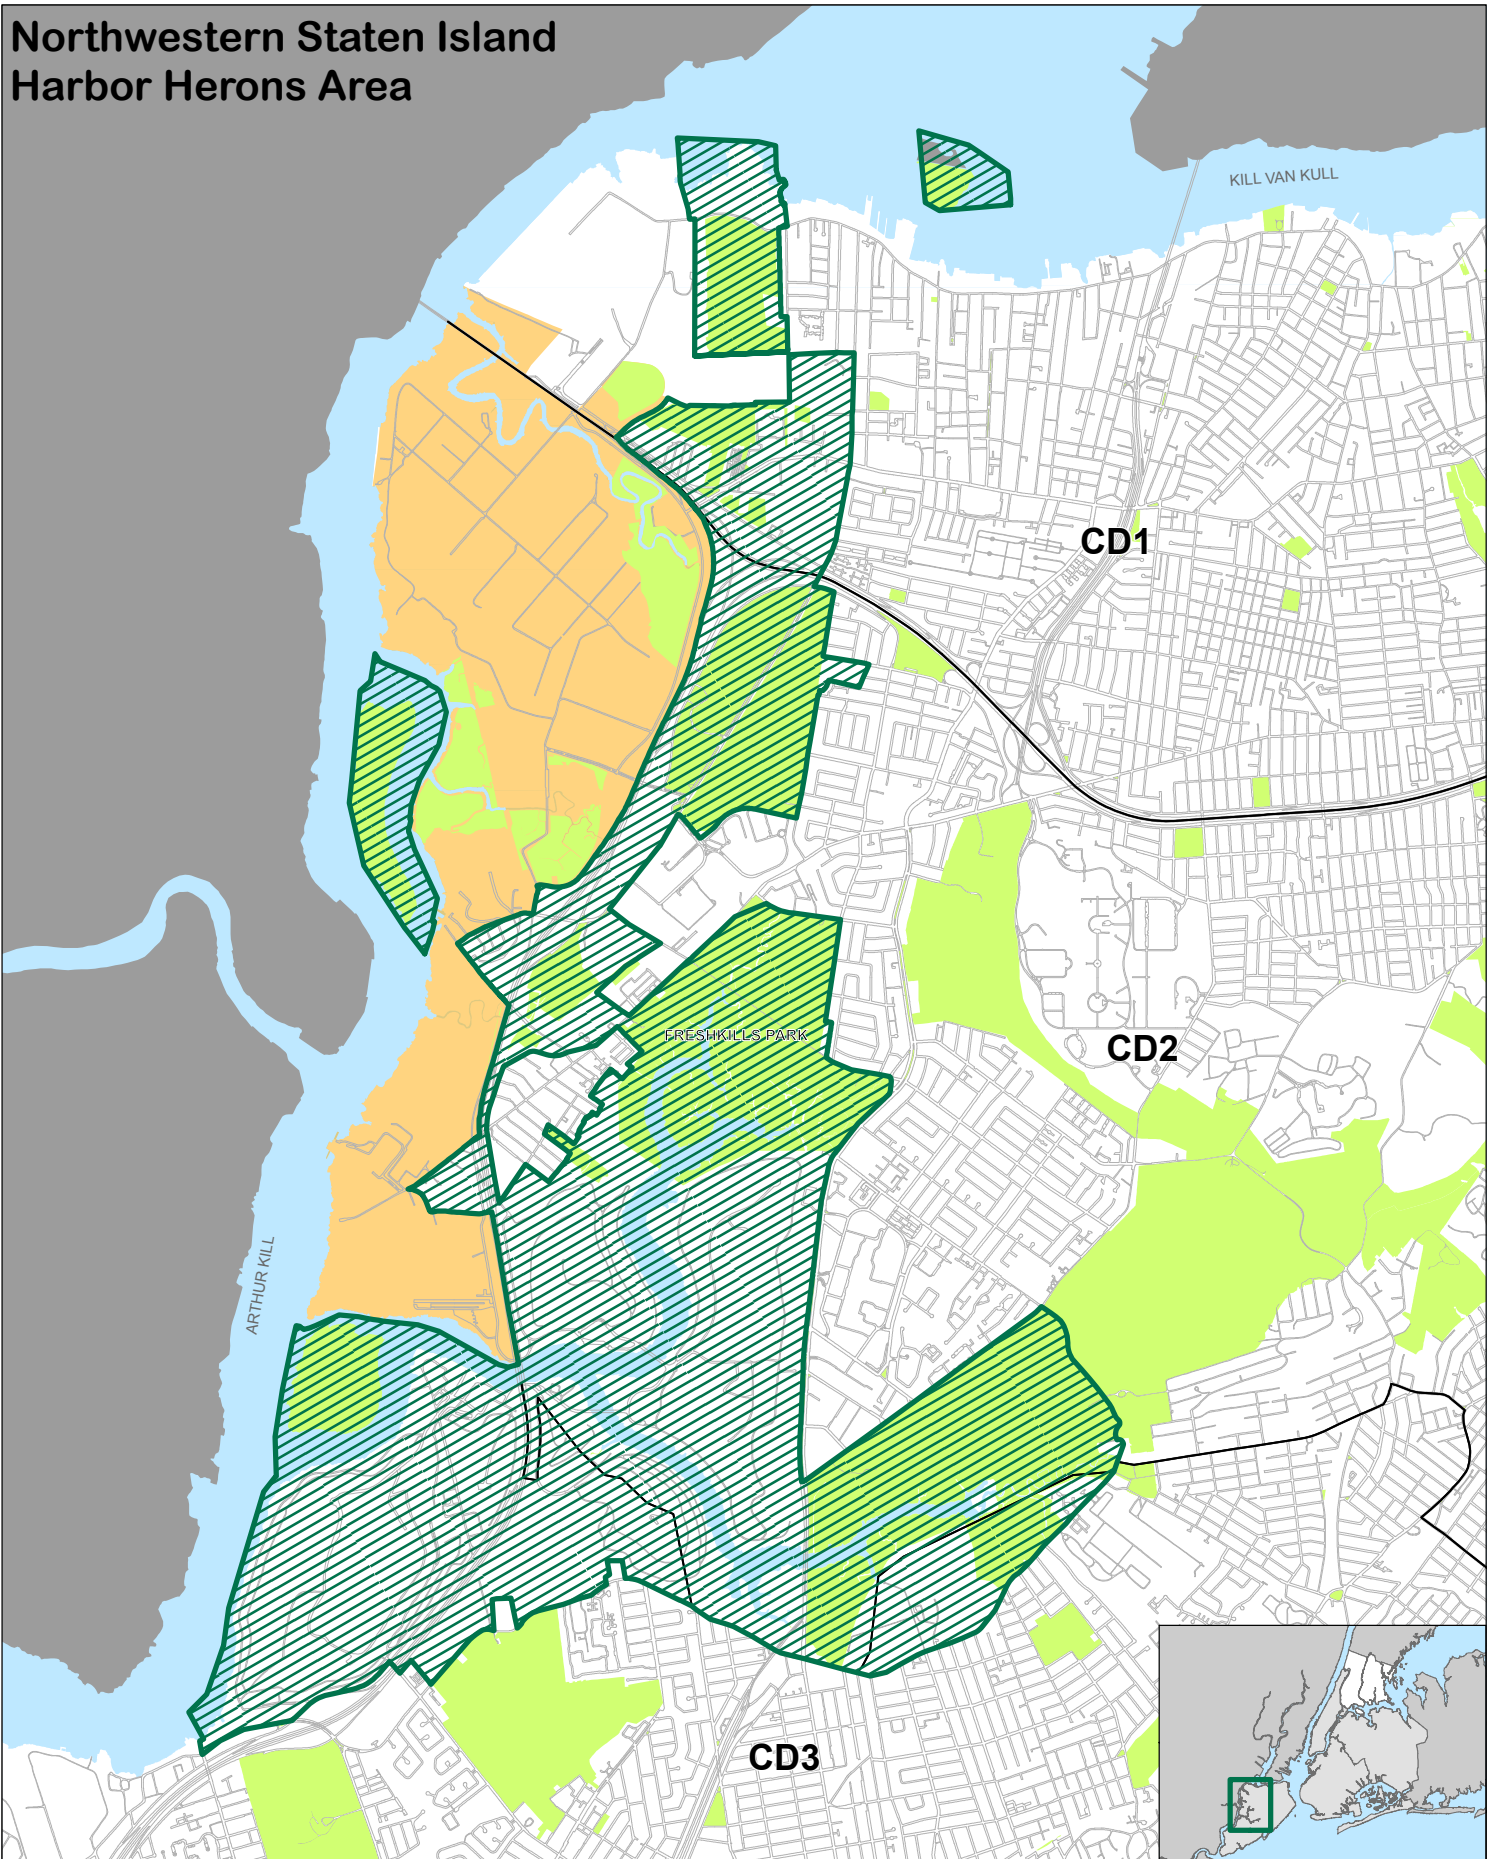 Northwestern Staten Island
Harbor Herons Area
KILL VAN KULL
CD1
FRESHKILLS PARK
CD2
ARTHUR KILL
CD3